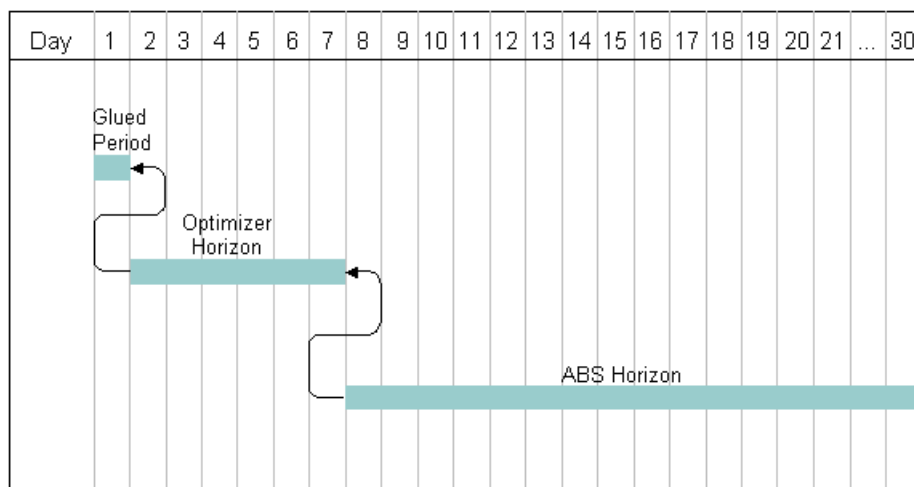 Day 1 2 3 4 5 6 7 8 9 10 11 12 13 14 15 16 17 18 19 20 21 ... 30
Glued
Period
Optimizer
Horizon
ABS Horizon